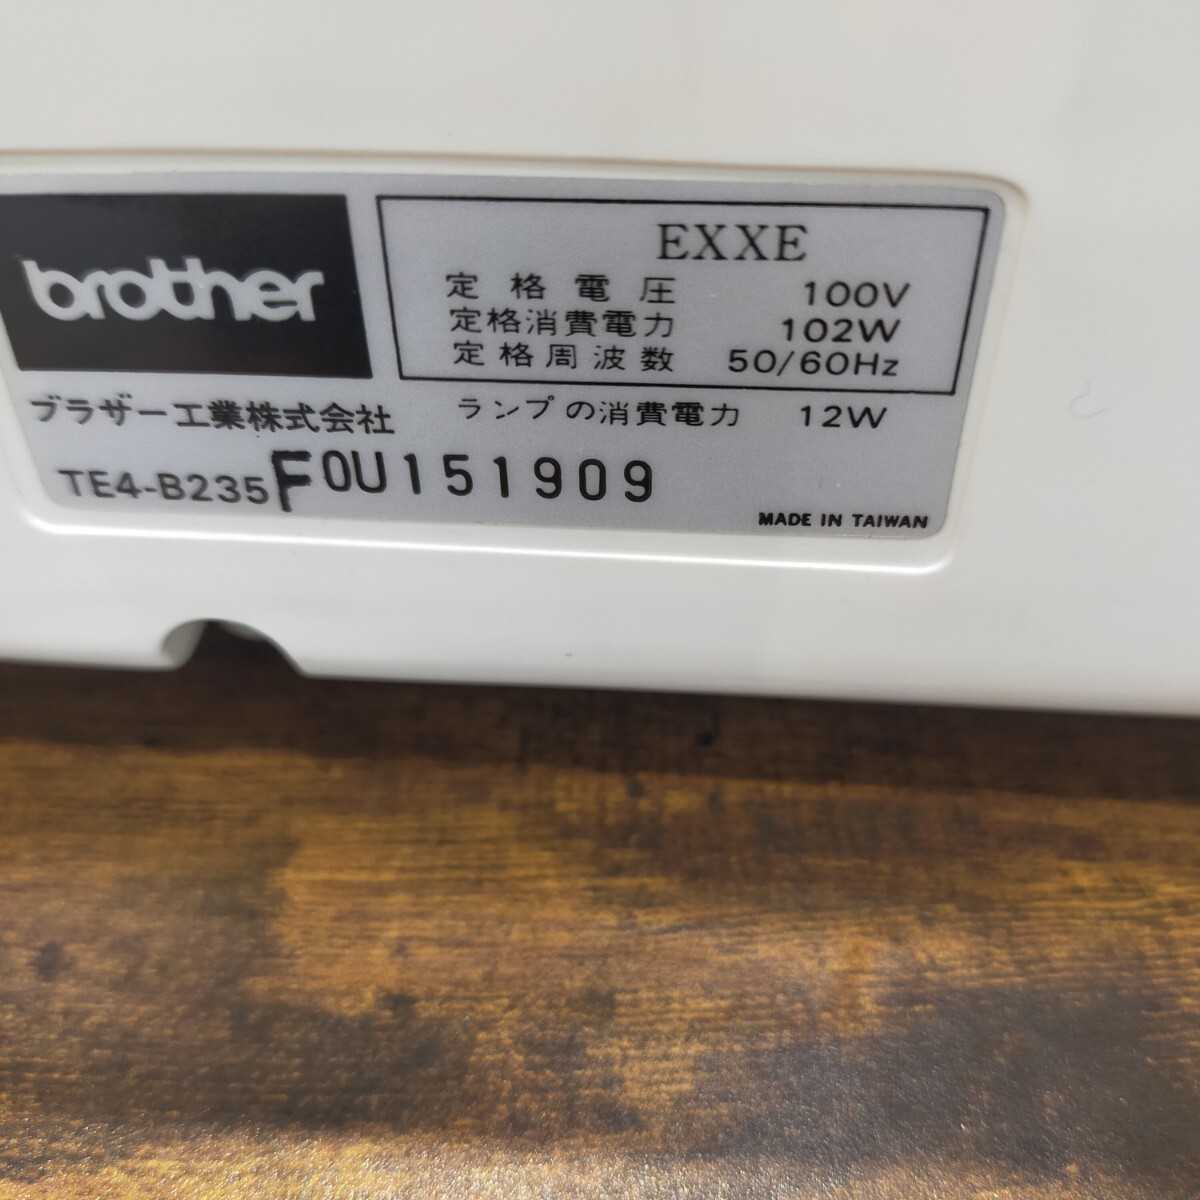 brother
EXXE
定格電圧 100V
定格消費電力 102W
定格周波数 50/60Hz
ブラザー工業株式会社
ランプの消費電力 12W
TE4-B235 F0U151909
MADE IN TAIWAN